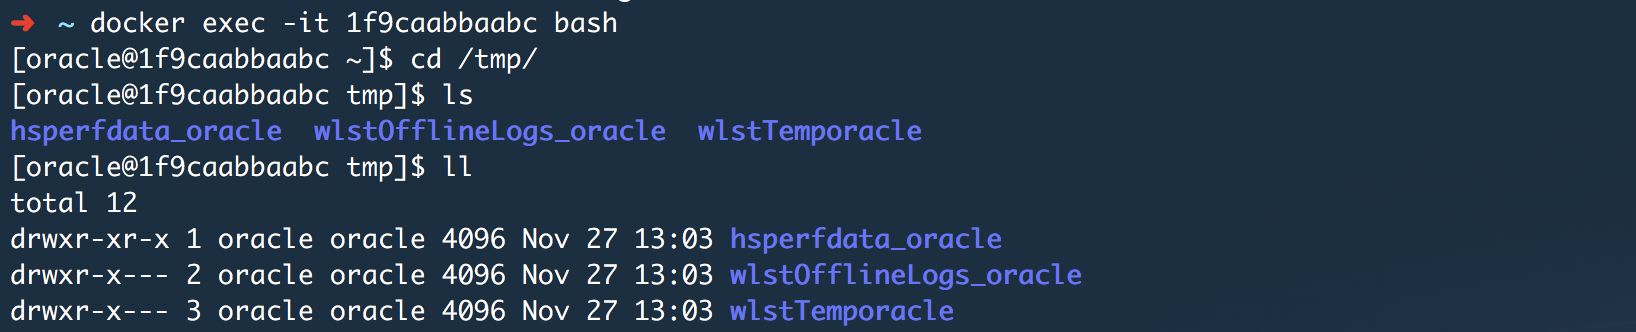 ➜ ~ docker exec -it 1f9caabbaabc bash
[oracle@1f9caabbaabc ~]$ cd /tmp/
[oracle@1f9caabbaabc tmp]$ ls
hsperfdata_oracle  wlstOfflineLogs_oracle  wlstTemporacle
[oracle@1f9caabbaabc tmp]$ ll
total 12
drwxr-xr-x 1 oracle oracle 4096 Nov 27 13:03 hsperfdata_oracle
drwxr-x--- 2 oracle oracle 4096 Nov 27 13:03 wlstOfflineLogs_oracle
drwxr-x--- 3 oracle oracle 4096 Nov 27 13:03 wlstTemporacle